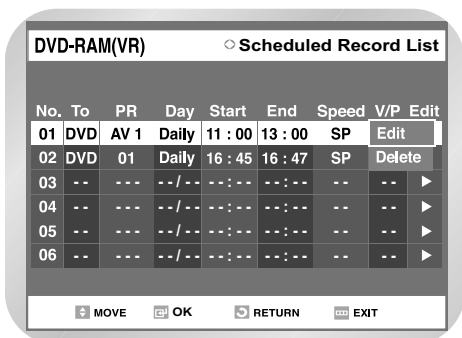 DVD-RAM(VR) Scheduled Record List
No. To PR Day Start End Speed V/P Edit
01 DVD AV 1 Daily 11 : 00 13 : 00 SP Edit
02 DVD 01 Daily 16 : 45 16 : 47 SP Delete
03 -- --- --/-- --:-- --:-- -- -- ►
04 -- --- --/-- --:-- --:-- -- -- ►
05 -- --- --/-- --:-- --:-- -- -- ►
06 -- --- --/-- --:-- --:-- -- -- ►
MOVE OK RETURN EXIT